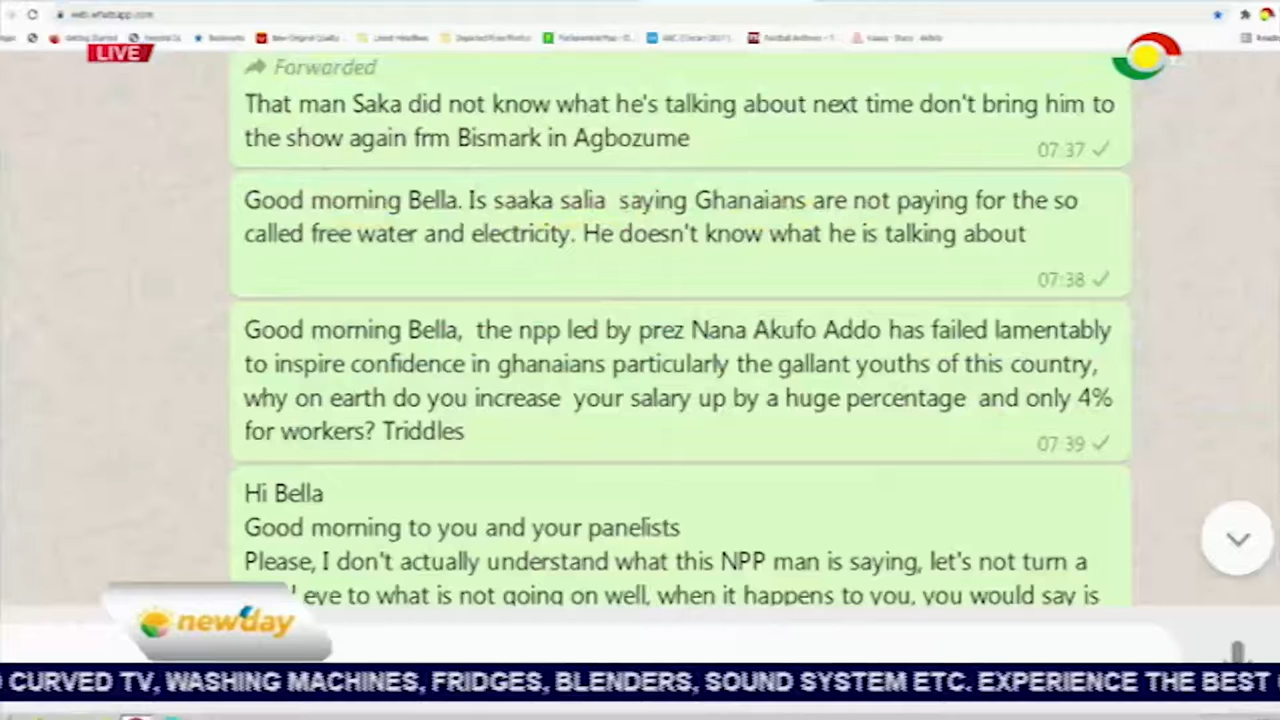 web.whatsapp.com
LIVE
Forwarded
That man Saka did not know what he's talking about next time don't bring him to
the show again frm Bismark in Agbozume
07:37
Good morning Bella. Is saaka salia saying Ghanaians are not paying for the so
called free water and electricity. He doesn't know what he is talking about
07:38
Good morning Bella, the npp led by prez Nana Akufo Addo has failed lamentably
to inspire confidence in ghanaians particularly the gallant youths of this country,
why on earth do you increase your salary up by a huge percentage and only 4%
for workers? Triddles
07:39
Hi Bella
Good morning to you and your panelists
Please, I don't actually understand what this NPP man is saying, let's not turn a
eye to what is not going on well, when it happens to you, you would say is
newday
CURVED TV, WASHING MACHINES, FRIDGES, BLENDERS, SOUND SYSTEM ETC. EXPERIENCE THE BEST